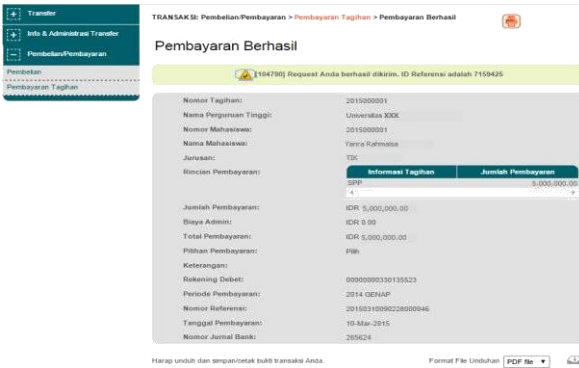 Transfer
Info & Administrasi Transfer
Pembelian/Pembayaran
Pembelian
Pembayaran Tagihan
TRANSAKSI: Pembelian/Pembayaran > Pembayaran Tagihan > Pembayaran Berhasil
Pembayaran Berhasil
[104790] Request Anda berhasil dikirim. ID Referensi adalah 7159425
Nomor Tagihan: 2015000001
Nama Perguruan Tinggi: Universitas XXX
Nomor Mahasiswa: 2015000001
Nama Mahasiswa: Rahmaisa
Jurusan: TIK
Rincian Pembayaran: Informasi Tagihan Jumlah Pembayaran
SPP 5.000,000.00
Jumlah Pembayaran: IDR 5,000,000.00
Biaya Admin: IDR 0.00
Total Pembayaran: IDR 5,000,000.00
Pilihan Pembayaran: Pilih
Keterangan:
Rekening Debet: 00000000330135523
Periode Pembayaran: 2014 GENAP
Nomor Referensi: 20150310090228000946
Tanggal Pembayaran: 10-Mar-2015
Nomor Jurnal Bank: 265624
Harap unduh dan simpan/cetak bukti transaksi Anda Format File Unduhan PDF file